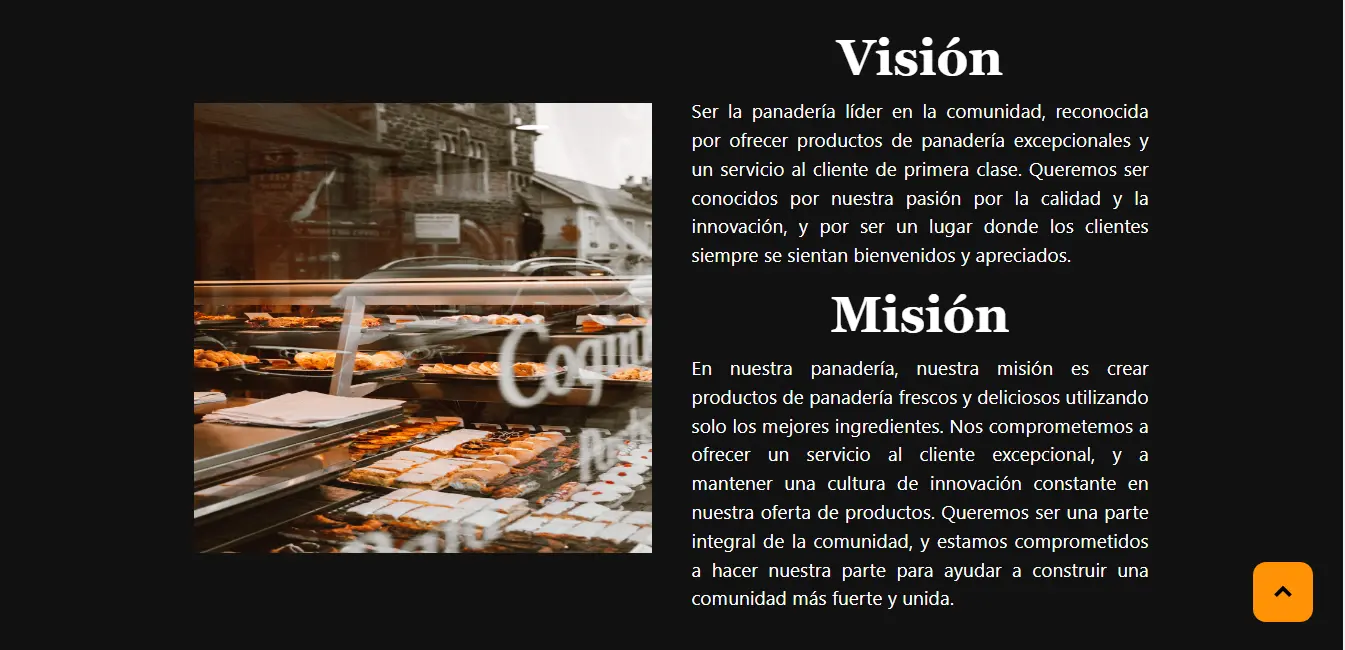 Visión
Ser la panadería líder en la comunidad, reconocida
por ofrecer productos de panadería excepcionales y
un servicio al cliente de primera clase. Queremos ser
conocidos por nuestra pasión por la calidad y la
innovación, y por ser un lugar donde los clientes
siempre se sientan bienvenidos y apreciados.
Misión
En nuestra panadería, nuestra misión es crear
productos de panadería frescos y deliciosos utilizando
solo los mejores ingredientes. Nos comprometemos a
ofrecer un servicio al cliente excepcional, y a
mantener una cultura de innovación constante en
nuestra oferta de productos. Queremos ser una parte
integral de la comunidad, y estamos comprometidos
a hacer nuestra parte para ayudar a construir una
comunidad más fuerte y unida.